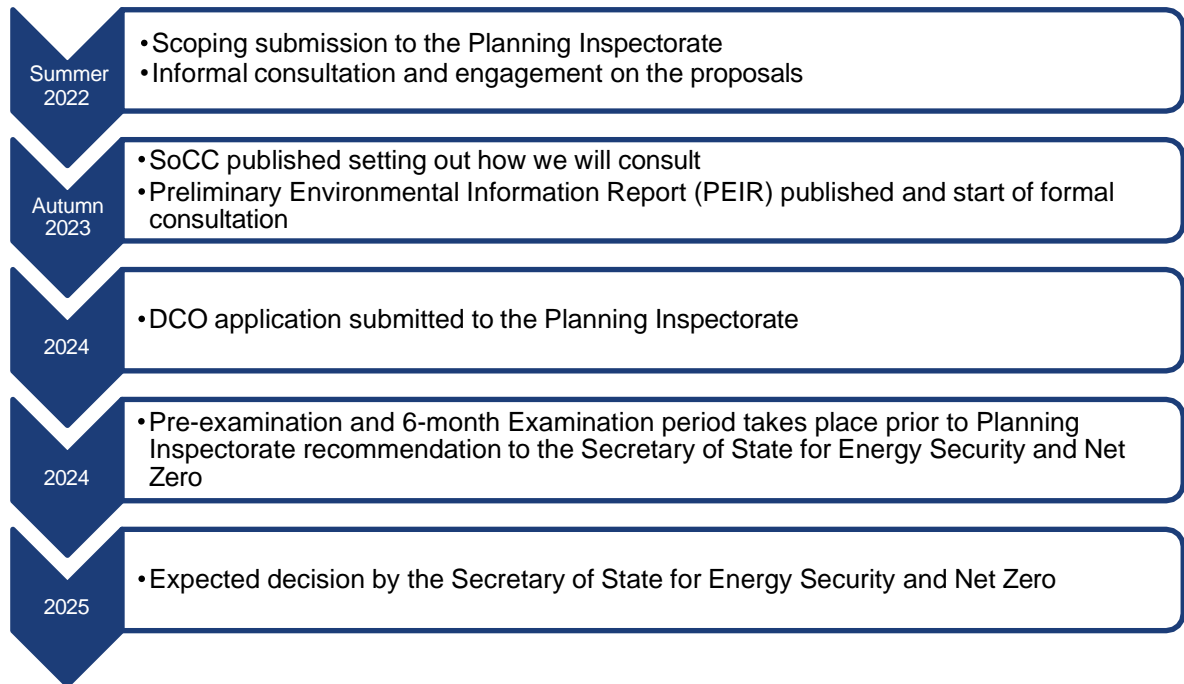 Summer
2022
•Scoping submission to the Planning Inspectorate
•Informal consultation and engagement on the proposals
Autumn
2023
•SoCC published setting out how we will consult
•Preliminary Environmental Information Report (PEIR) published and start of formal
consultation
2024
•DCO application submitted to the Planning Inspectorate
2024
•Pre-examination and 6-month Examination period takes place prior to Planning
Inspectorate recommendation to the Secretary of State for Energy Security and Net
Zero
2025
•Expected decision by the Secretary of State for Energy Security and Net Zero